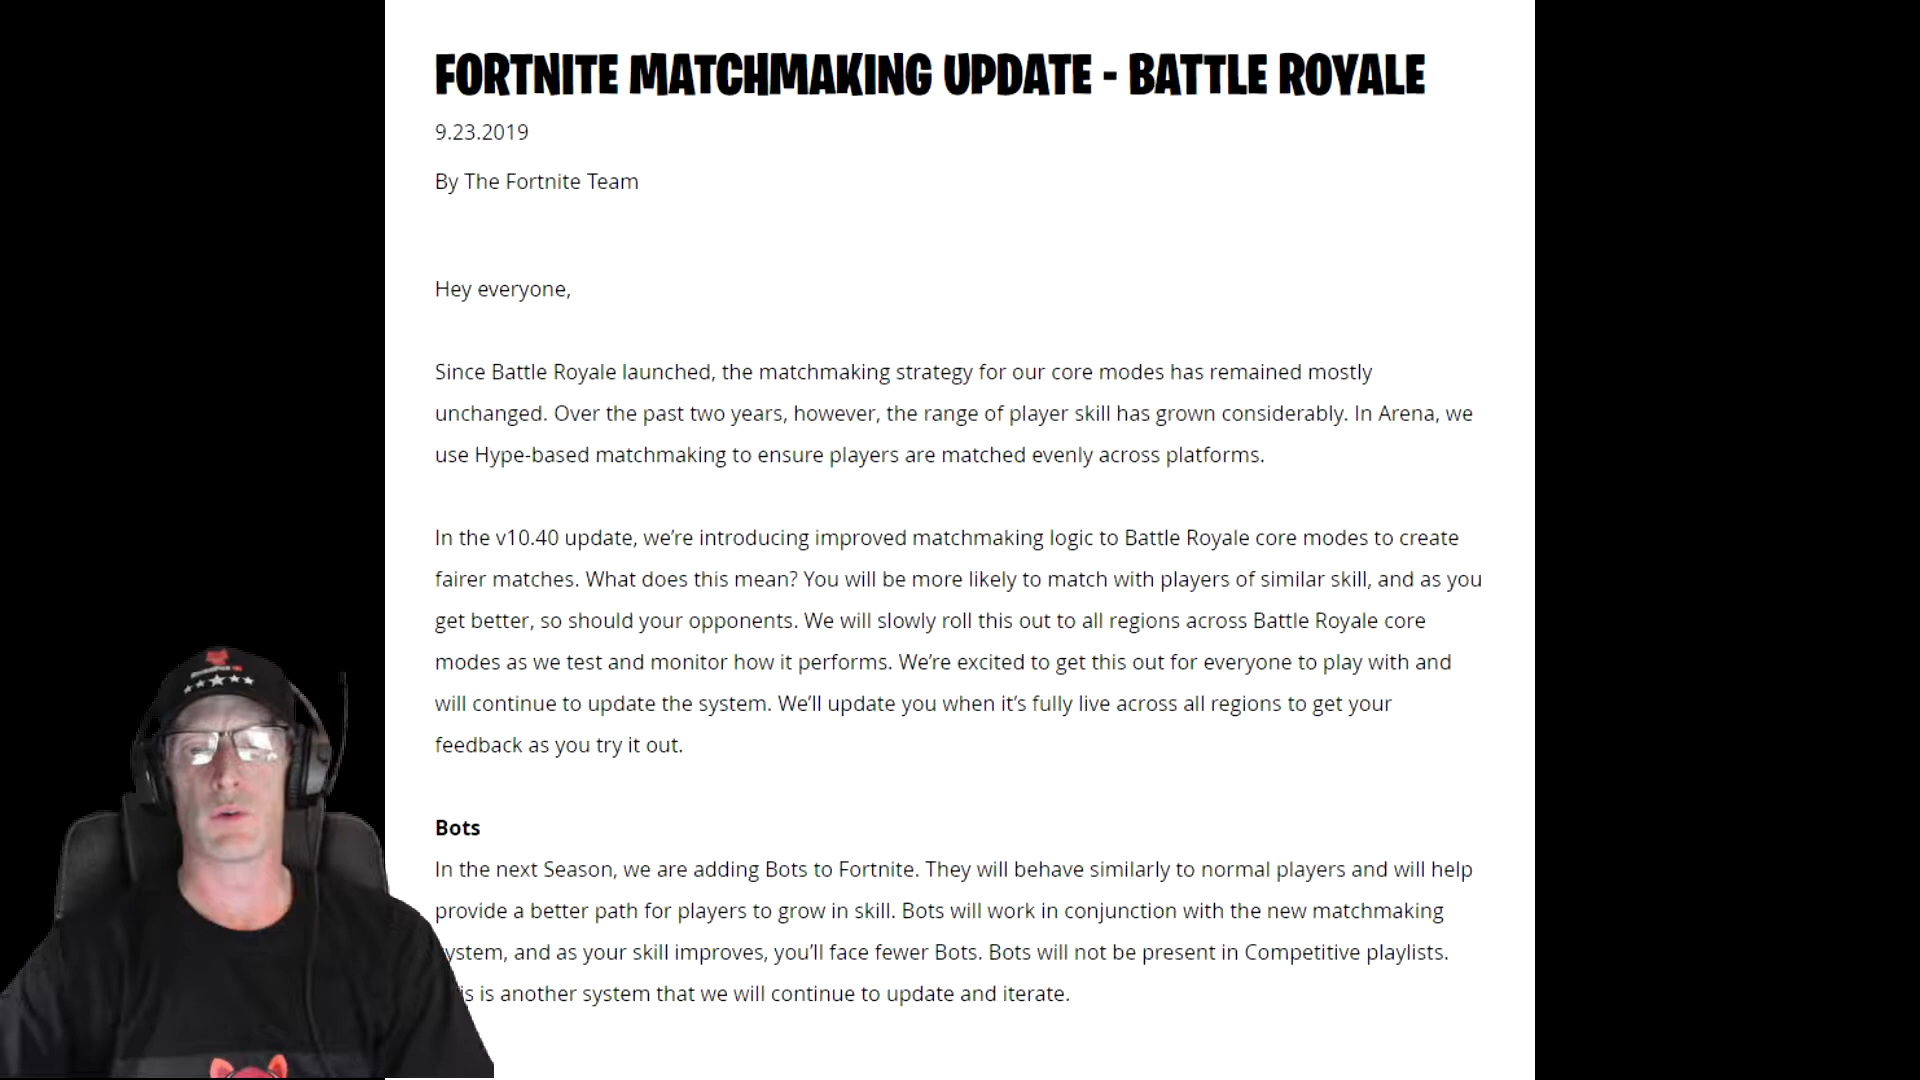 FORTNITE MATCHMAKING UPDATE - BATTLE ROYALE
9.23.2019
By The Fortnite Team
Hey everyone,
Since Battle Royale launched, the matchmaking strategy for our core modes has remained mostly
unchanged. Over the past two years, however, the range of player skill has grown considerably. In Arena, we
use Hype-based matchmaking to ensure players are matched evenly across platforms.
In the v10.40 update, we’re introducing improved matchmaking logic to Battle Royale core modes to create
fairer matches. What does this mean? You will be more likely to match with players of similar skill, and as you
get better, so should your opponents. We will slowly roll this out to all regions across Battle Royale core
modes as we test and monitor how it performs. We’re excited to get this out for everyone to play with and
will continue to update the system. We’ll update you when it’s fully live across all regions to get your
feedback as you try it out.
Bots
In the next Season, we are adding Bots to Fortnite. They will behave similarly to normal players and will help
provide a better path for players to grow in skill. Bots will work in conjunction with the new matchmaking
ystem, and as your skill improves, you’ll face fewer Bots. Bots will not be present in Competitive playlists.
is is another system that we will continue to update and iterate.